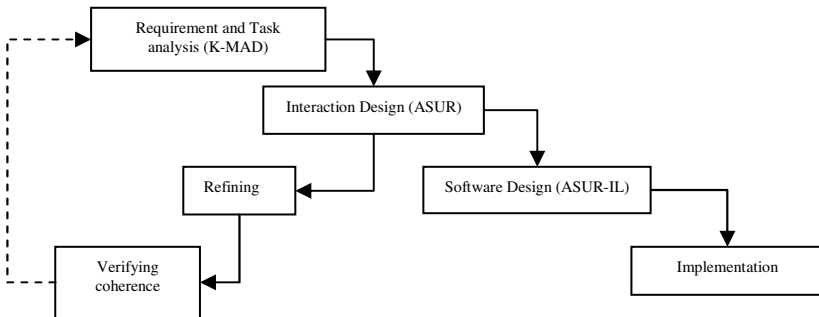 Requirement and Task
analysis (K-MAD)
Interaction Design (ASUR)
Refining
Software Design (ASUR-IL)
Verifying
coherence
Implementation